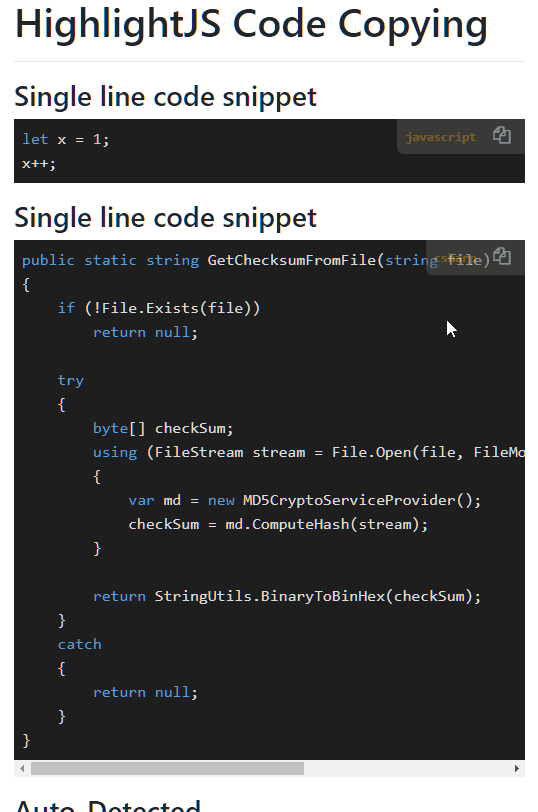 HighlightJS Code Copying
Single line code snippet
javascript
let x = 1;
x++;
Single line code snippet
csharp
public static string GetChecksumFromFile(string file)
{
    if (!File.Exists(file))
        return null;

    try
    {
        byte[] checkSum;
        using (FileStream stream = File.Open(file, FileMo
        {
            var md = new MD5CryptoServiceProvider();
            checkSum = md.ComputeHash(stream);
        }

        return StringUtils.BinaryToBinHex(checkSum);
    }
    catch
    {
        return null;
    }
}
Auto-Detected